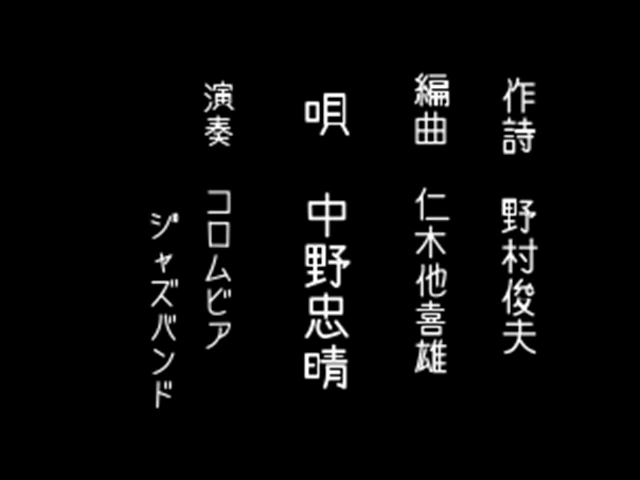 作詩 野村俊夫
編曲 仁木他喜雄
唄 中野忠晴
演奏 コロムビア
ジャズバンド